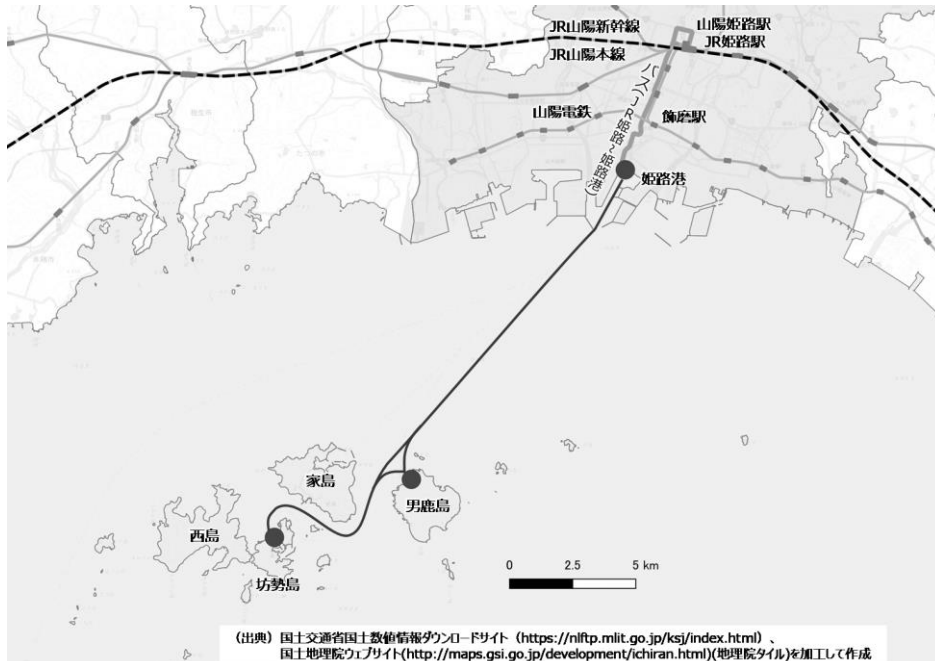 山陽姫路駅
JR山陽新幹線
JR姫路駅
JR山陽本線
バス(JR姫路~姫路港)
山陽電鉄
飾磨駅
姫路港
家島
男鹿島
西島
坊勢島
0 2.5 5 km
(出典)国土交通省国土数値情報ダウンロードサイト(https://nlftp.mlit.go.jp/ksj/index.html)、
国土地理院ウェブサイト(http://maps.gsi.go.jp/development/ichiran.html)(地理院タイル)を加工して作成